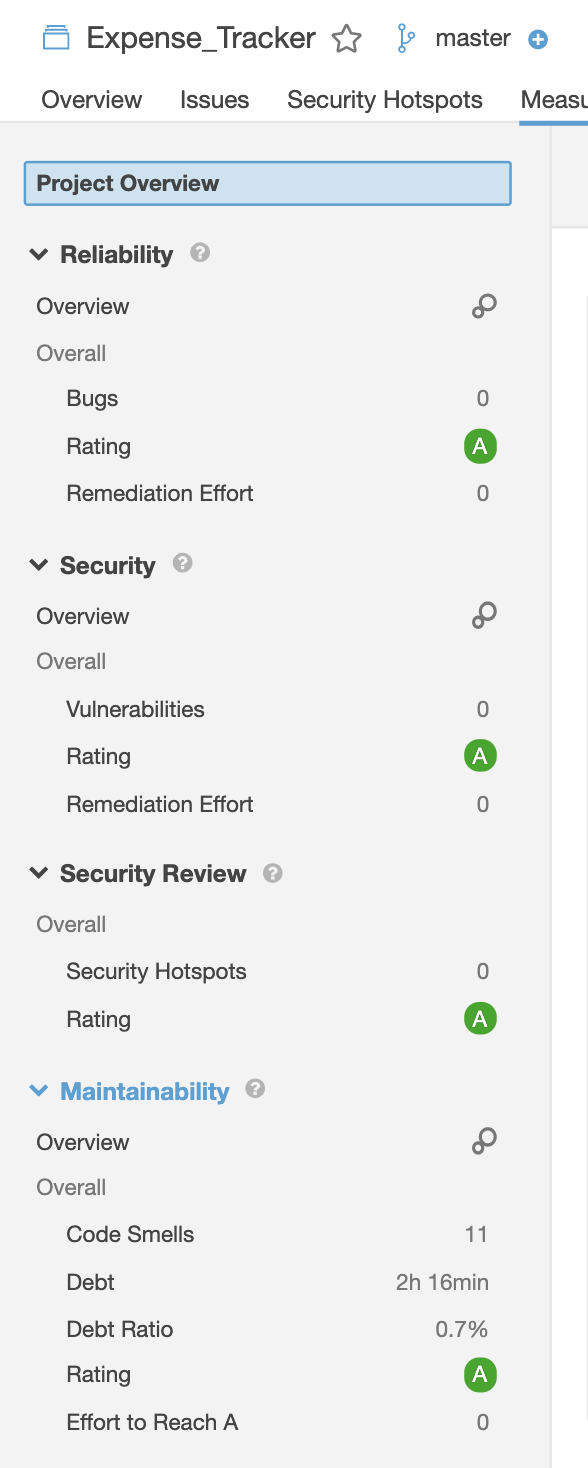 Expense_Tracker master
Overview Issues Security Hotspots Measu
Project Overview
Reliability ?
Overview
Overall
Bugs 0
Rating A
Remediation Effort 0
Security ?
Overview
Overall
Vulnerabilities 0
Rating A
Remediation Effort 0
Security Review ?
Overall
Security Hotspots 0
Rating A
Maintainability ?
Overview
Overall
Code Smells 11
Debt 2h 16min
Debt Ratio 0.7%
Rating A
Effort to Reach A 0